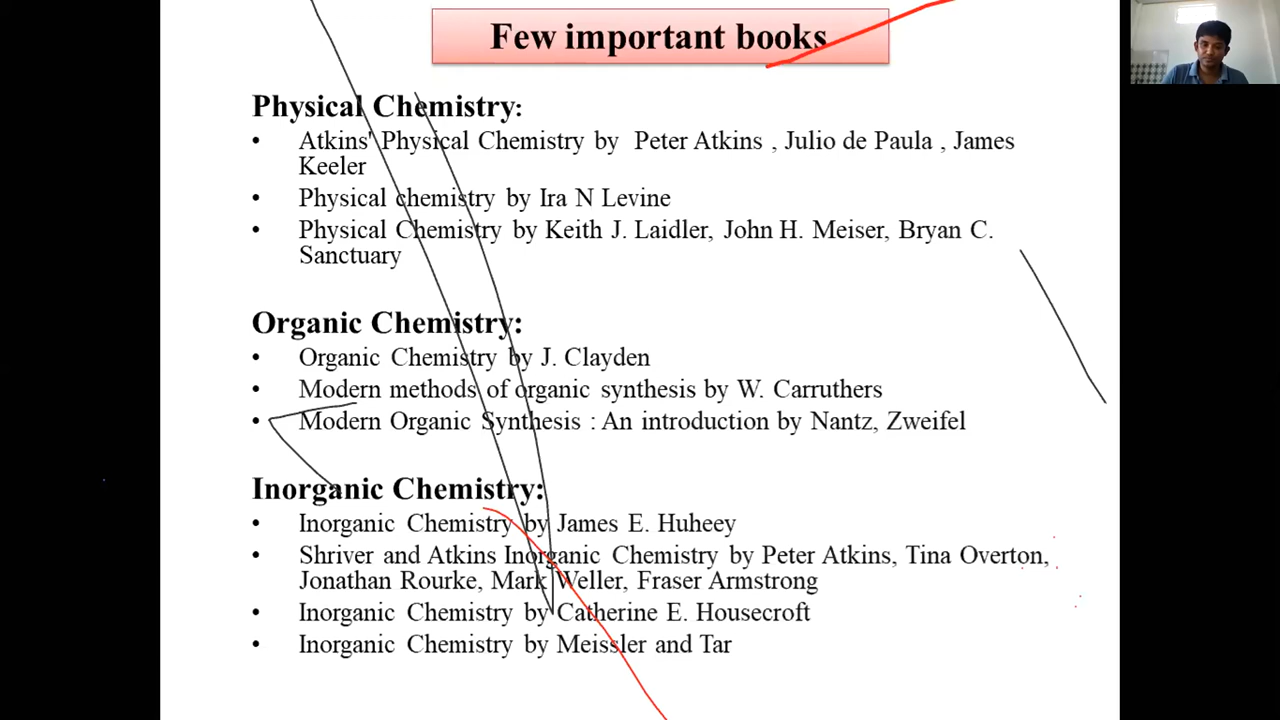 Few important books
Physical Chemistry:
• Atkins' Physical Chemistry by Peter Atkins , Julio de Paula , James
Keeler
• Physical chemistry by Ira N Levine
• Physical Chemistry by Keith J. Laidler, John H. Meiser, Bryan C.
Sanctuary
Organic Chemistry:
• Organic Chemistry by J. Clayden
• Modern methods of organic synthesis by W. Carruthers
• Modern Organic Synthesis : An introduction by Nantz, Zweifel
Inorganic Chemistry:
• Inorganic Chemistry by James E. Huheey
• Shriver and Atkins Inorganic Chemistry by Peter Atkins, Tina Overton,
Jonathan Rourke, Mark Weller, Fraser Armstrong
• Inorganic Chemistry by Catherine E. Housecroft
• Inorganic Chemistry by Meissler and Tar